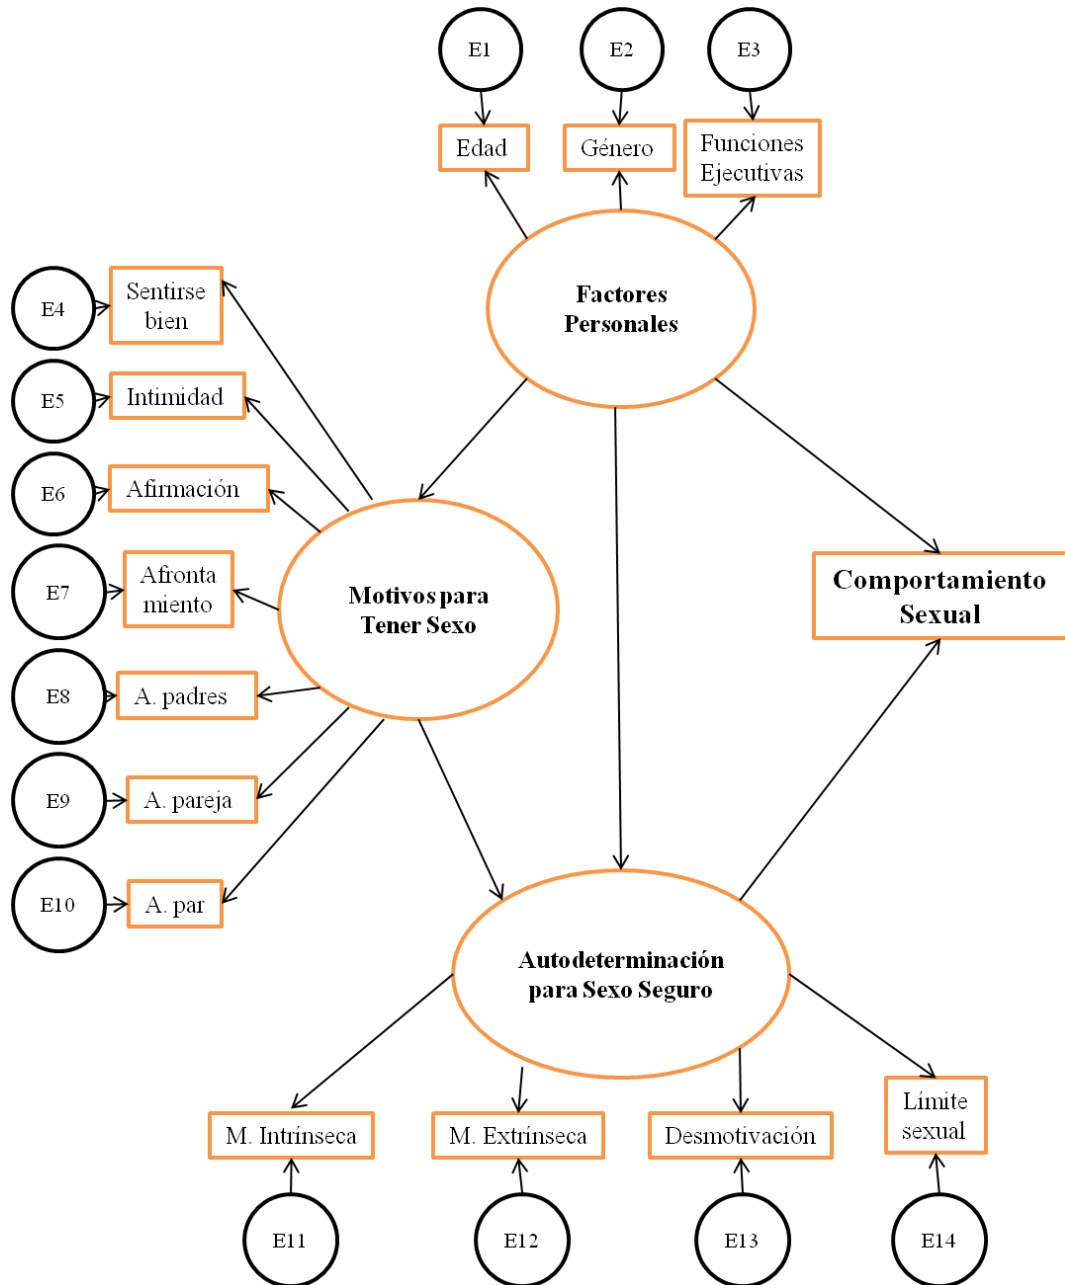 E1
E2
E3
Edad
Género
Funciones
Ejecutivas
Factores
Personales
E4
Sentirse
bien
E5
Intimidad
E6
Afirmación
E7
Afronta
miento
E8
A. padres
E9
A. pareja
E10
A. par
Motivos para
Tener Sexo
Comportamiento
Sexual
Autodeterminación
para Sexo Seguro
M. Intrínseca
M. Extrínseca
Desmotivación
Límite
sexual
E11
E12
E13
E14